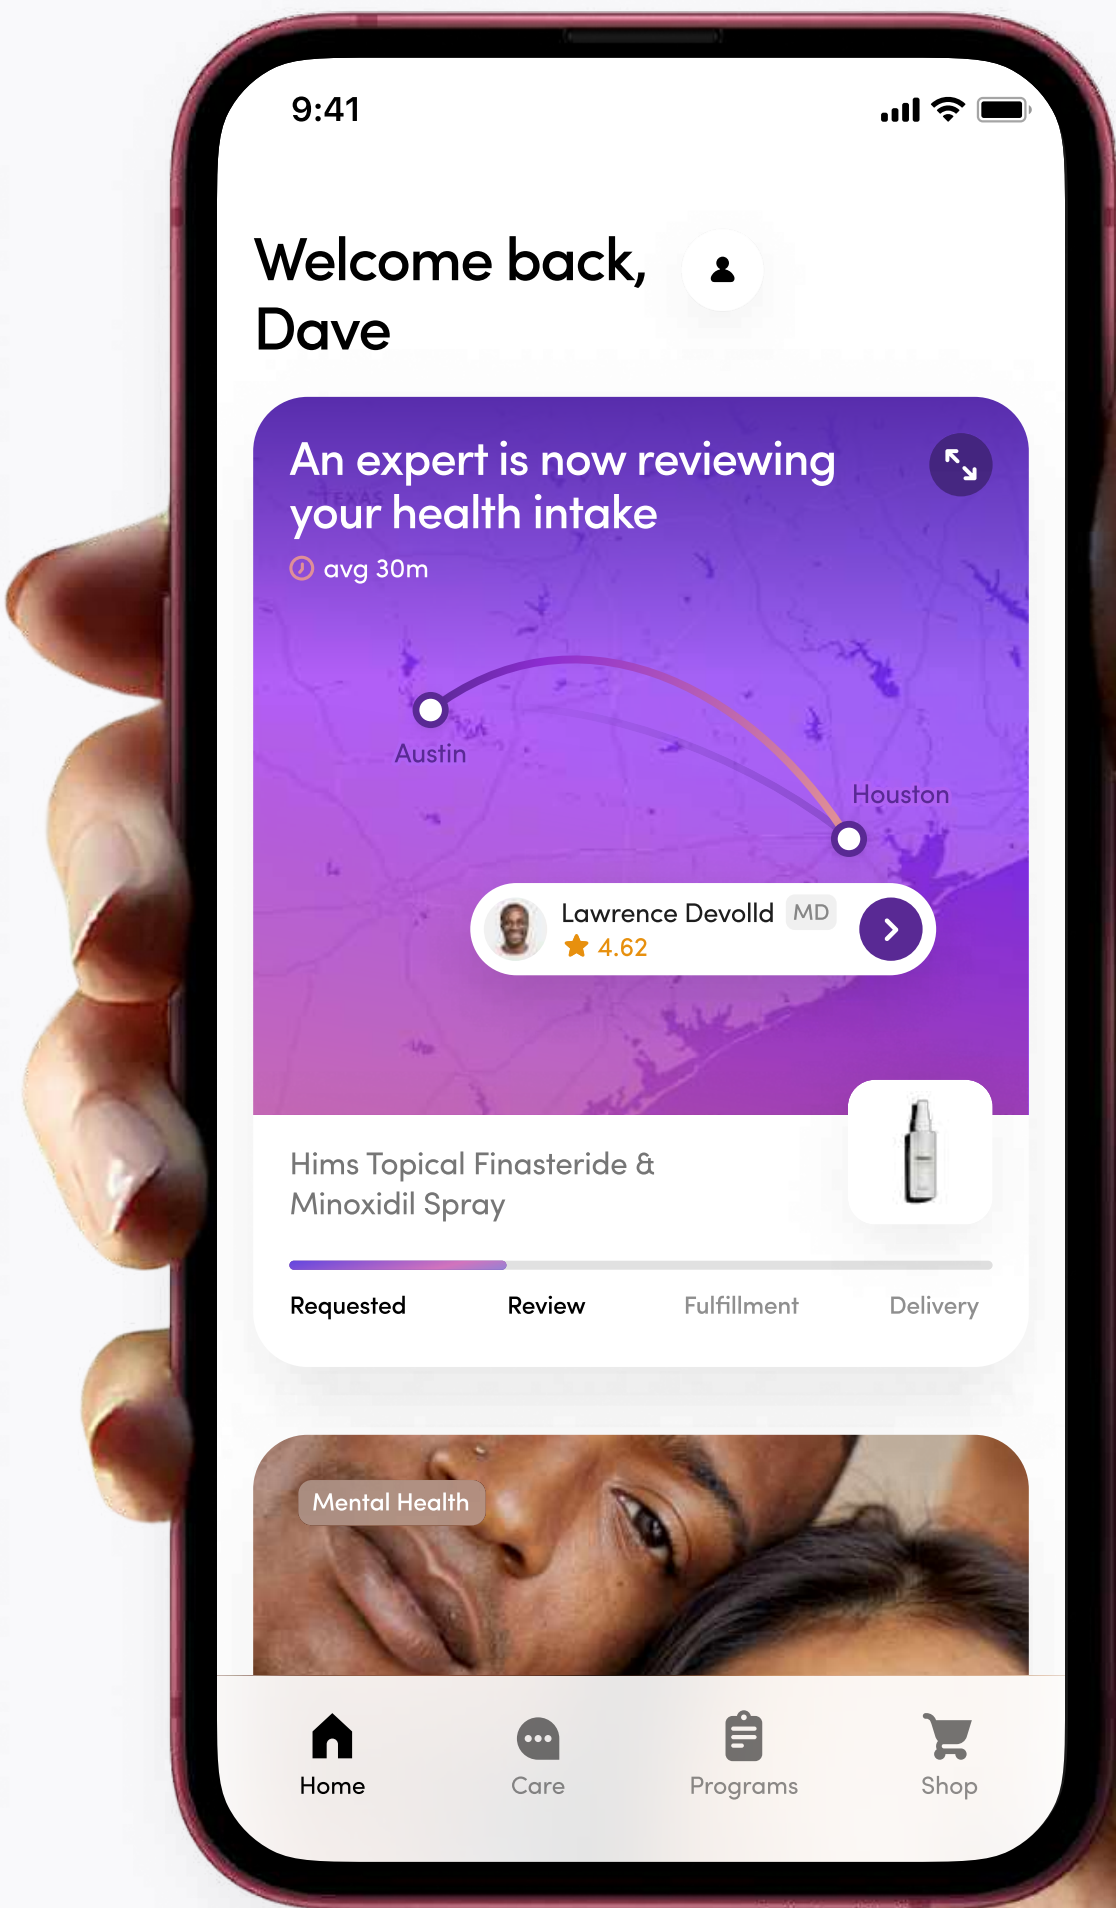 9:41
Welcome back,
Dave
An expert is now reviewing
your health intake
TEXAS
avg 30m
Austin
Houston
Lawrence Devolld MD
4.62
Hims Topical Finasteride &
Minoxidil Spray
Requested Review Fulfillment Delivery
Mental Health
Home Care Programs Shop